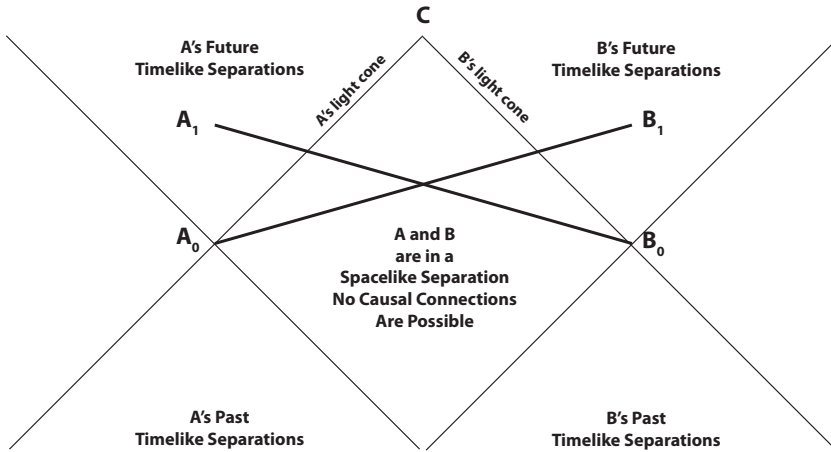 C
A's Future
Timelike Separations
B's Future
Timelike Separations
A's light cone
B's light cone
A₁
B₁
A₀
B₀
A and B
are in a
Spacelike Separation
No Causal Connections
Are Possible
A's Past
Timelike Separations
B's Past
Timelike Separations